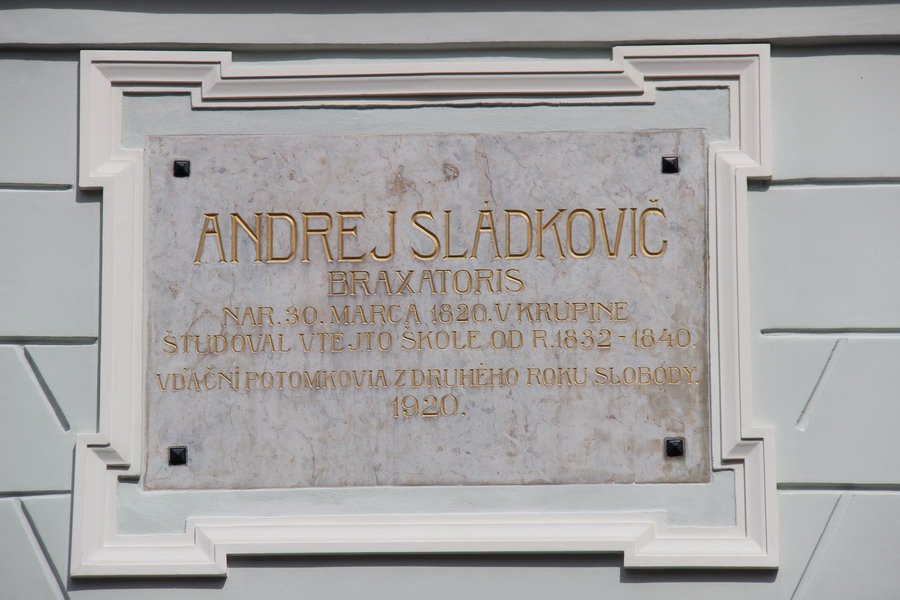 ANDREJ SLÁDKOVIČ
BRAXATORIS
NAR. 30. MARCA 1820. V KRUPINE
ŠTUDOVAL V TEJTO ŠKOLE OD R. 1832 - 1840.
VĎAČNÍ POTOMKOVIA Z DRUHÉHO ROKU SLOBODY.
1920.